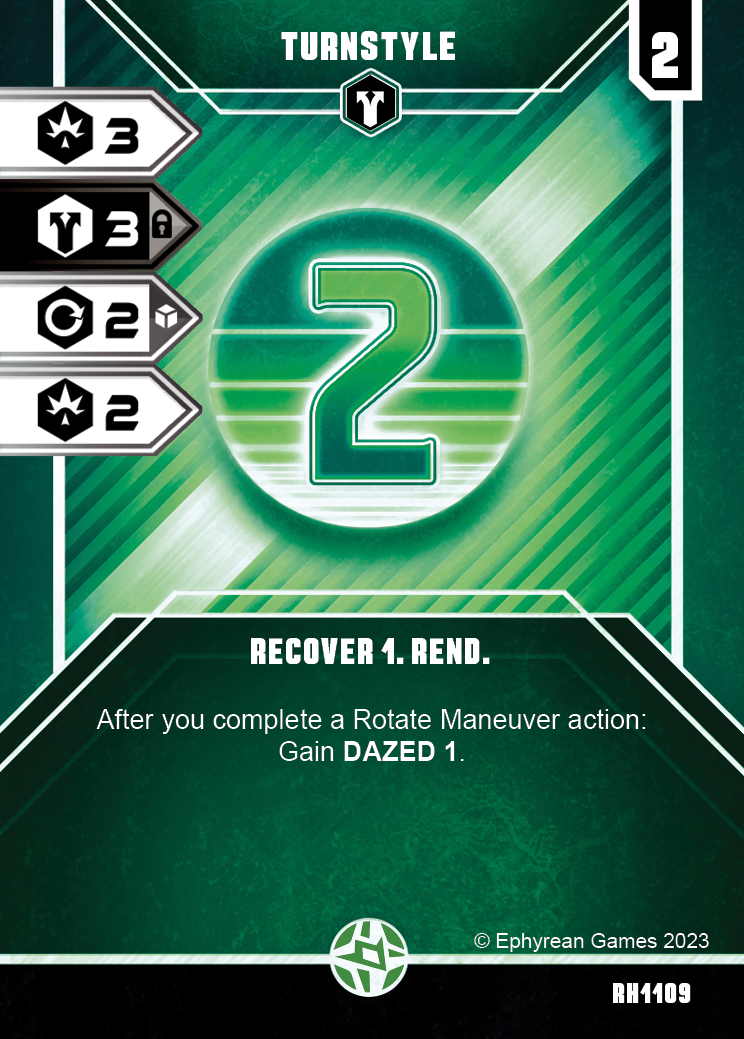 TURNSTYLE
2
3
3
2
2
2
RECOVER 1. REND.
After you complete a Rotate Maneuver action:
Gain DAZED 1.
© Ephyrean Games 2023
RH1109